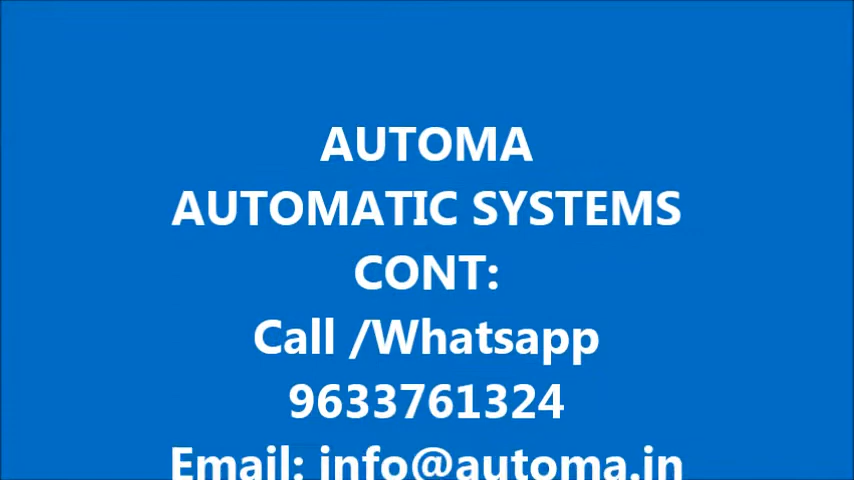 AUTOMA
AUTOMATIC SYSTEMS
CONT:
Call /Whatsapp
9633761324
Email: info@automa.in